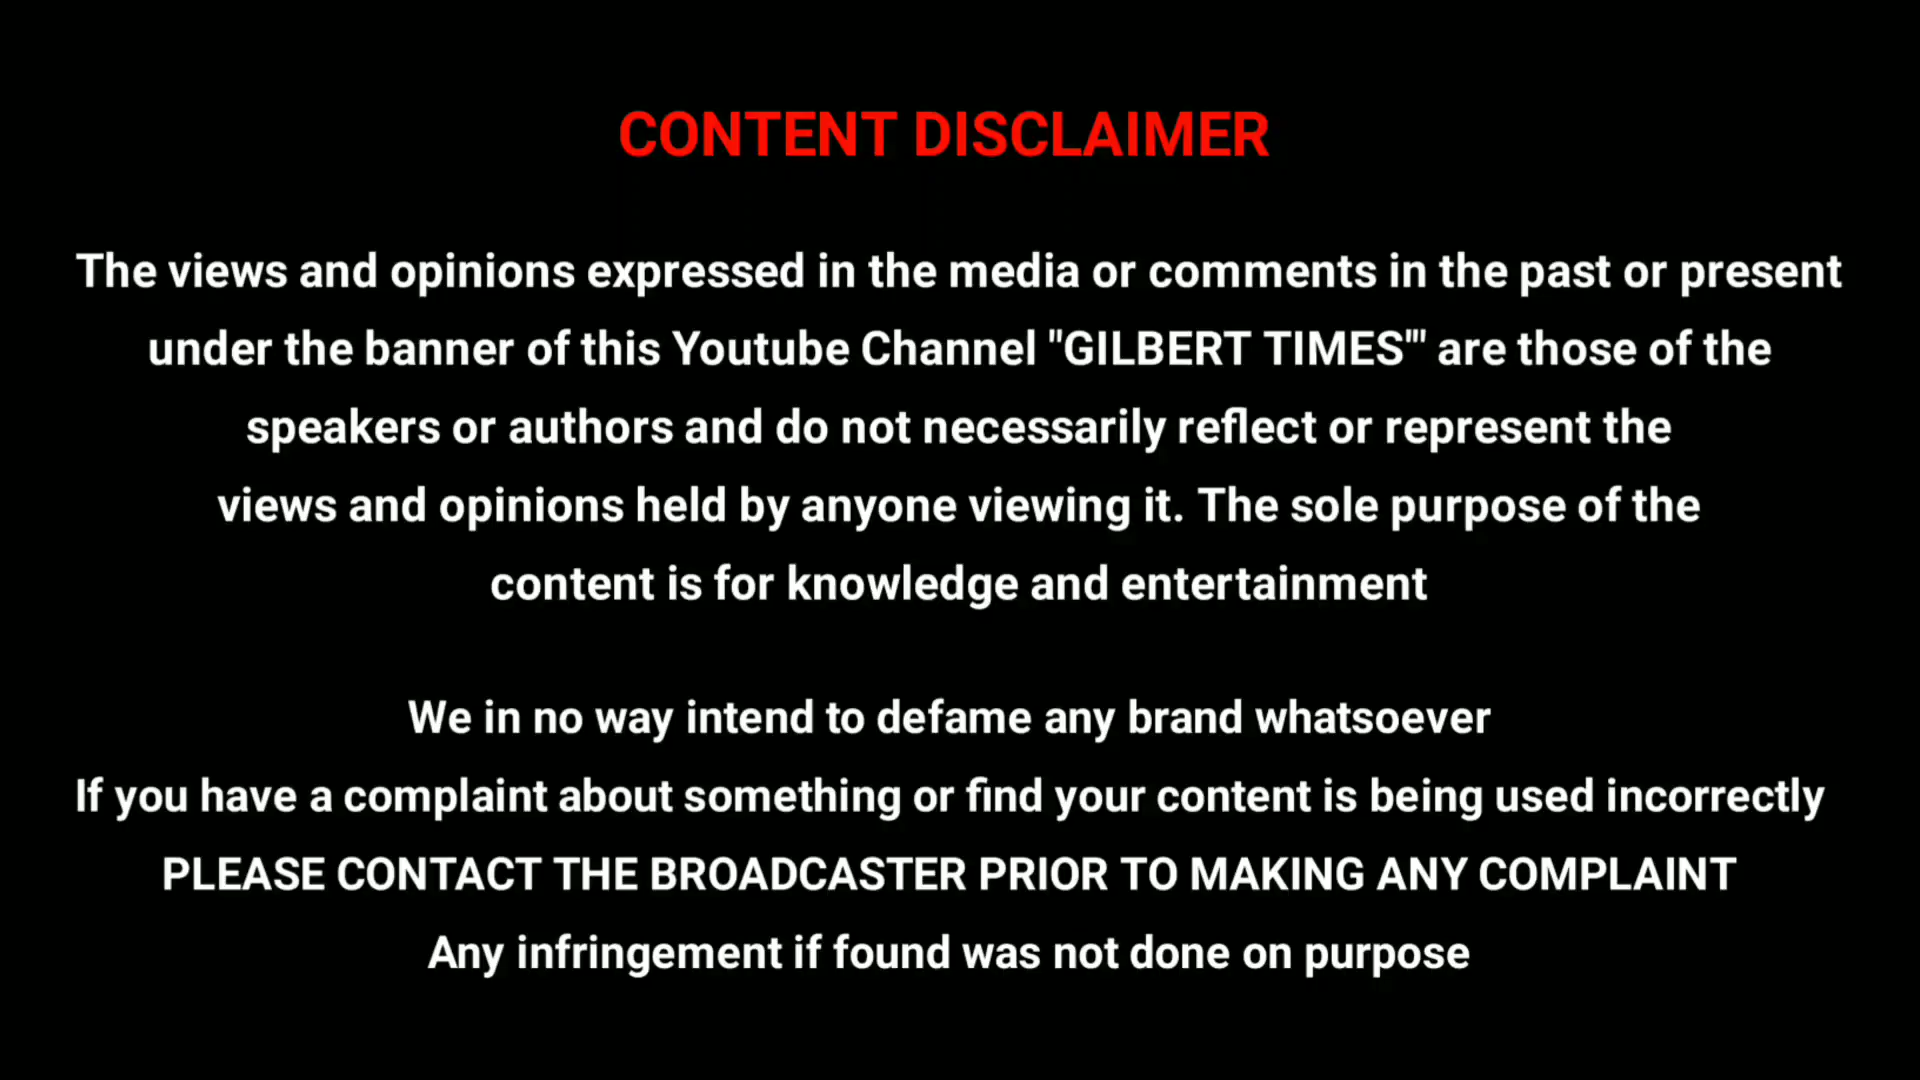 CONTENT DISCLAIMER
The views and opinions expressed in the media or comments in the past or present
under the banner of this Youtube Channel "GILBERT TIMES"' are those of the
speakers or authors and do not necessarily reflect or represent the
views and opinions held by anyone viewing it. The sole purpose of the
content is for knowledge and entertainment
We in no way intend to defame any brand whatsoever
If you have a complaint about something or find your content is being used incorrectly
PLEASE CONTACT THE BROADCASTER PRIOR TO MAKING ANY COMPLAINT
Any infringement if found was not done on purpose